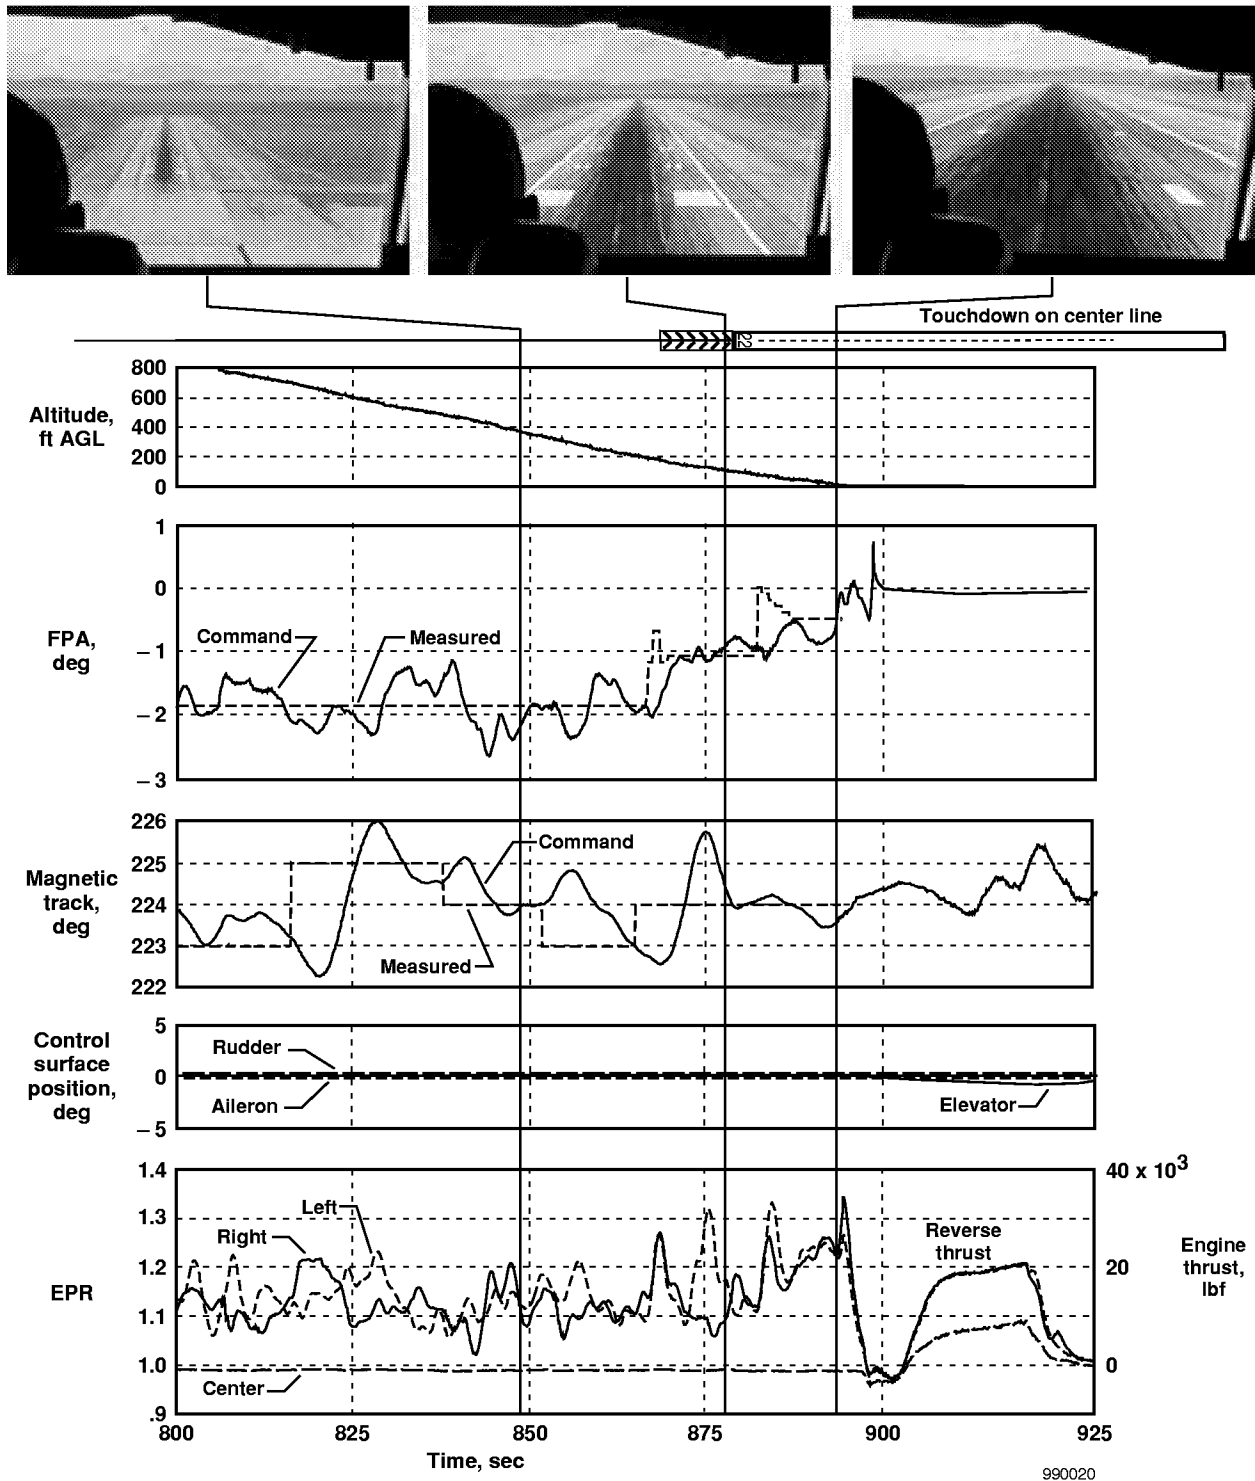 Touchdown on center line
22
800
600
400
200
0
Altitude,
ft AGL
1
0
– 1
– 2
– 3
FPA,
deg
Command
Measured
226
225
224
223
222
Magnetic
track,
deg
Command
Measured
5
0
– 5
Control
surface
position,
deg
Rudder
Aileron
Elevator
1.4
1.3
1.2
1.1
1.0
.9
EPR
Left
Right
Center
Reverse
thrust
40 x 10³
20
0
Engine
thrust,
lbf
800
825
850
875
900
925
Time, sec
990020